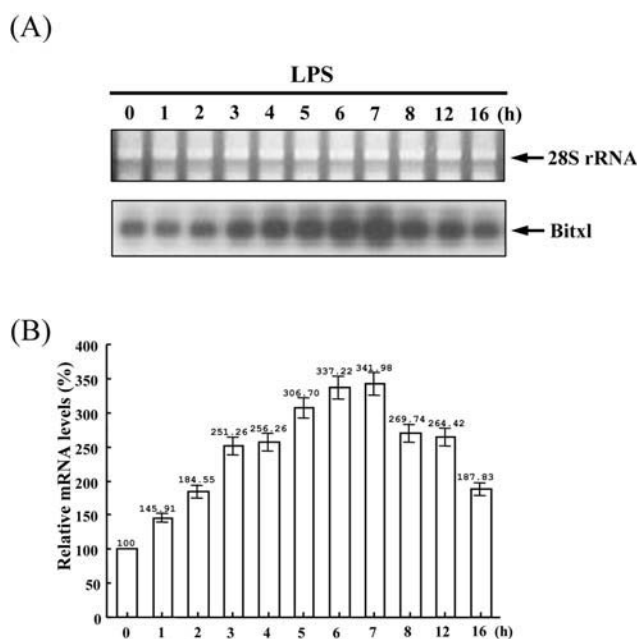 (A)
LPS
0 1 2 3 4 5 6 7 8 12 16 (h)
28S rRNA
Bitxl
(B)
Relative mRNA levels (%)
400
350
300
250
200
150
100
50
0
100
145.91
184.55
251.26
256.26
306.70
337.22
341.98
269.74
264.42
187.83
0 1 2 3 4 5 6 7 8 12 16 (h)